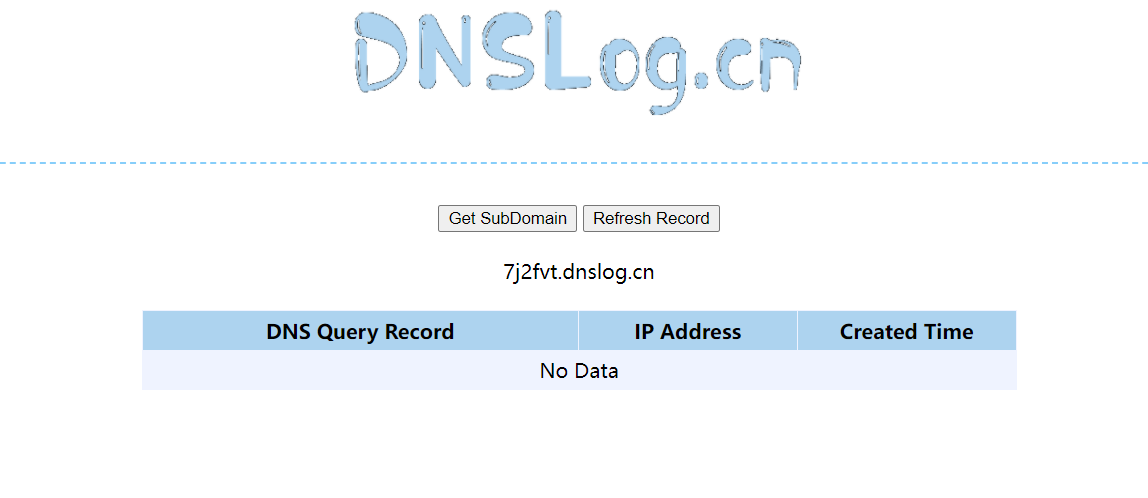 DNSLog.cn
Get SubDomain Refresh Record
7j2fvt.dnslog.cn
DNS Query Record IP Address Created Time
No Data